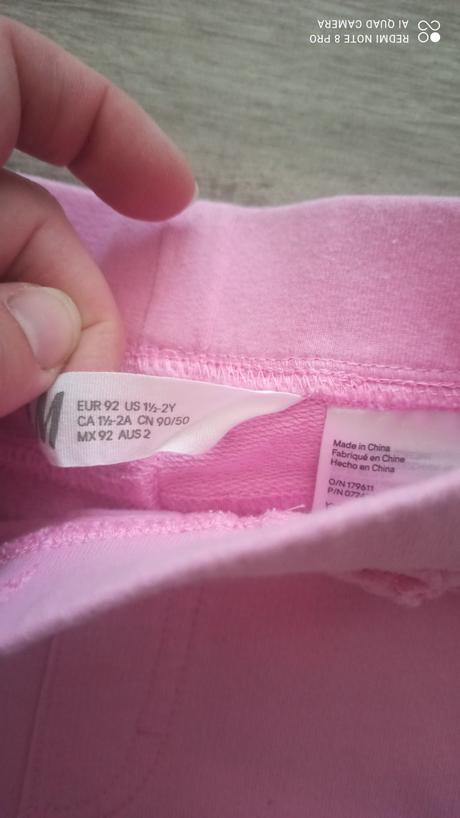 EUR 92 US 1½-2Y
CA 1½-2A CN 90/50
MX 92 AUS 2
Made in China
Fabriqué en Chine
Hecho en China
O/N 179611
P/N
REDMI NOTE 8 PRO
AI QUAD CAMERA